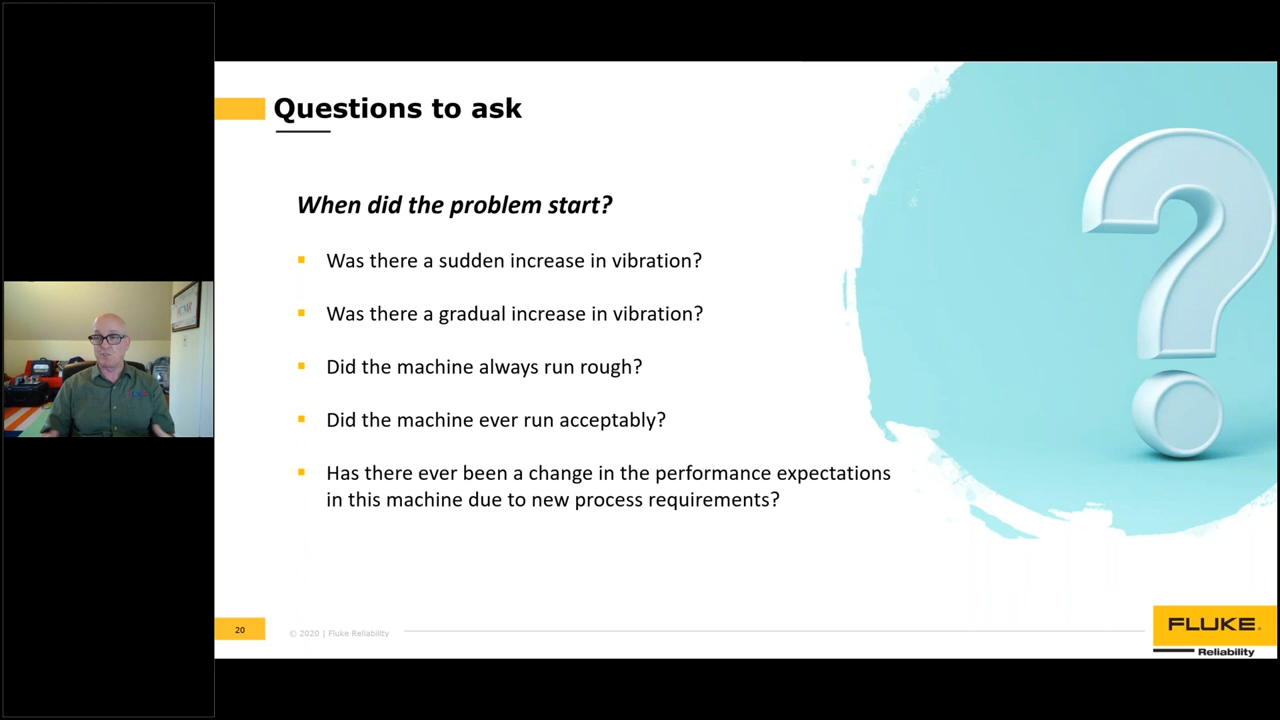 Questions to ask
When did the problem start?
▪ Was there a sudden increase in vibration?
▪ Was there a gradual increase in vibration?
▪ Did the machine always run rough?
▪ Did the machine ever run acceptably?
▪ Has there ever been a change in the performance expectations
in this machine due to new process requirements?
20
© 2020 | Fluke Reliability
FLUKE®
Reliability